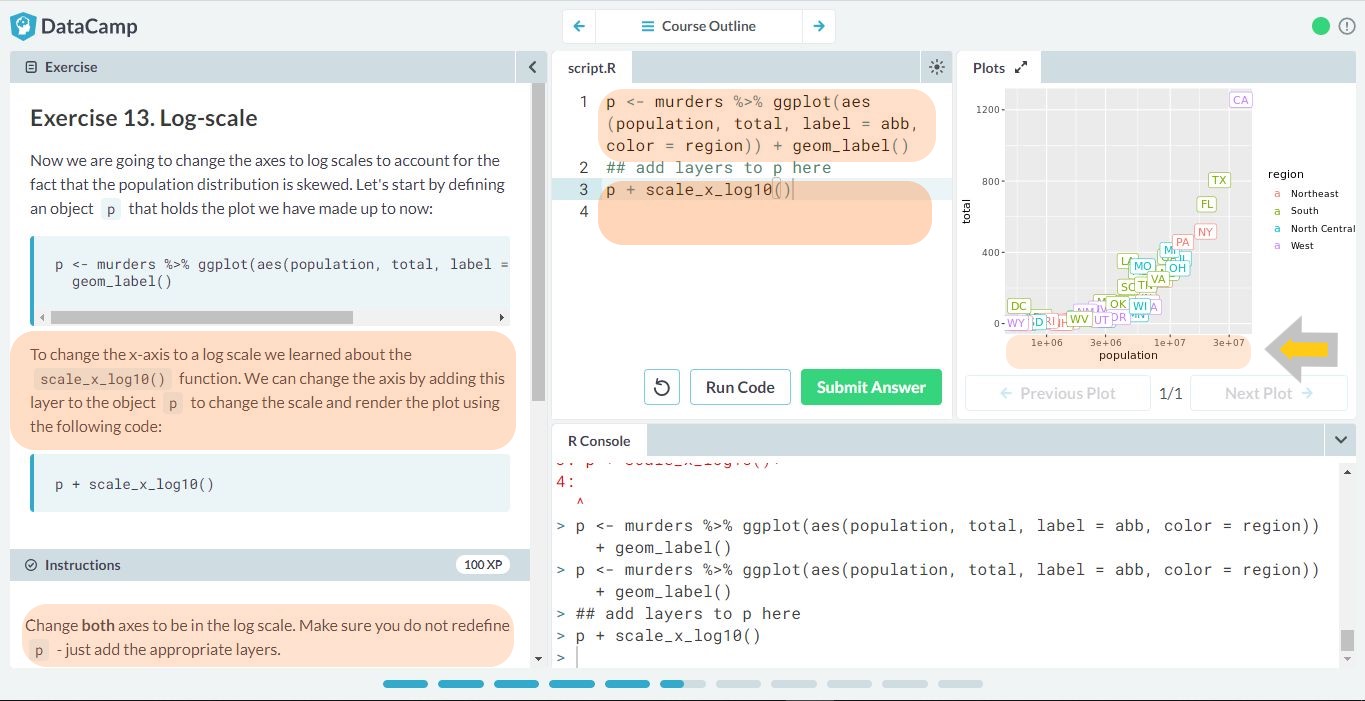 DataCamp
Course Outline
Exercise
Exercise 13. Log-scale
Now we are going to change the axes to log scales to account for the
fact that the population distribution is skewed. Let's start by defining
an object p that holds the plot we have made up to now:
p <- murders %>% ggplot(aes(population, total, label =
geom_label()
To change the x-axis to a log scale we learned about the
scale_x_log10() function. We can change the axis by adding this
layer to the object p to change the scale and render the plot using
the following code:
p + scale_x_log10()
Instructions
100 XP
Change both axes to be in the log scale. Make sure you do not redefine
p - just add the appropriate layers.
script.R
1 p <- murders %>% ggplot(aes
(population, total, label = abb,
color = region)) + geom_label()
2 ## add layers to p here
3 p + scale_x_log10()
4
Run Code
Submit Answer
Plots
1200
800
400
0
total
CA
TX
FL
NY
PA
MO
OH
VA
OK
WI
DC
WY
WV
UT
1e+06 3e+06 1e+07 3e+07
population
region
a Northeast
a South
a North Central
a West
Previous Plot
1/1
Next Plot
R Console
4:
^
> p <- murders %>% ggplot(aes(population, total, label = abb, color = region))
+ geom_label()
> p <- murders %>% ggplot(aes(population, total, label = abb, color = region))
+ geom_label()
> ## add layers to p here
> p + scale_x_log10()
>